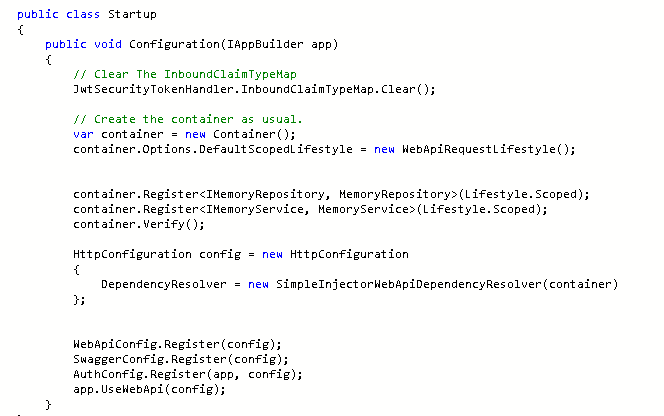 public class Startup
{
    public void Configuration(IAppBuilder app)
    {
        // Clear The InboundClaimTypeMap
        JwtSecurityTokenHandler.InboundClaimTypeMap.Clear();

        // Create the container as usual.
        var container = new Container();
        container.Options.DefaultScopedLifestyle = new WebApiRequestLifestyle();


        container.Register<IMemoryRepository, MemoryRepository>(Lifestyle.Scoped);
        container.Register<IMemoryService, MemoryService>(Lifestyle.Scoped);
        container.Verify();

        HttpConfiguration config = new HttpConfiguration
        {
            DependencyResolver = new SimpleInjectorWebApiDependencyResolver(container)
        };


        WebApiConfig.Register(config);
        SwaggerConfig.Register(config);
        AuthConfig.Register(app, config);
        app.UseWebApi(config);
    }